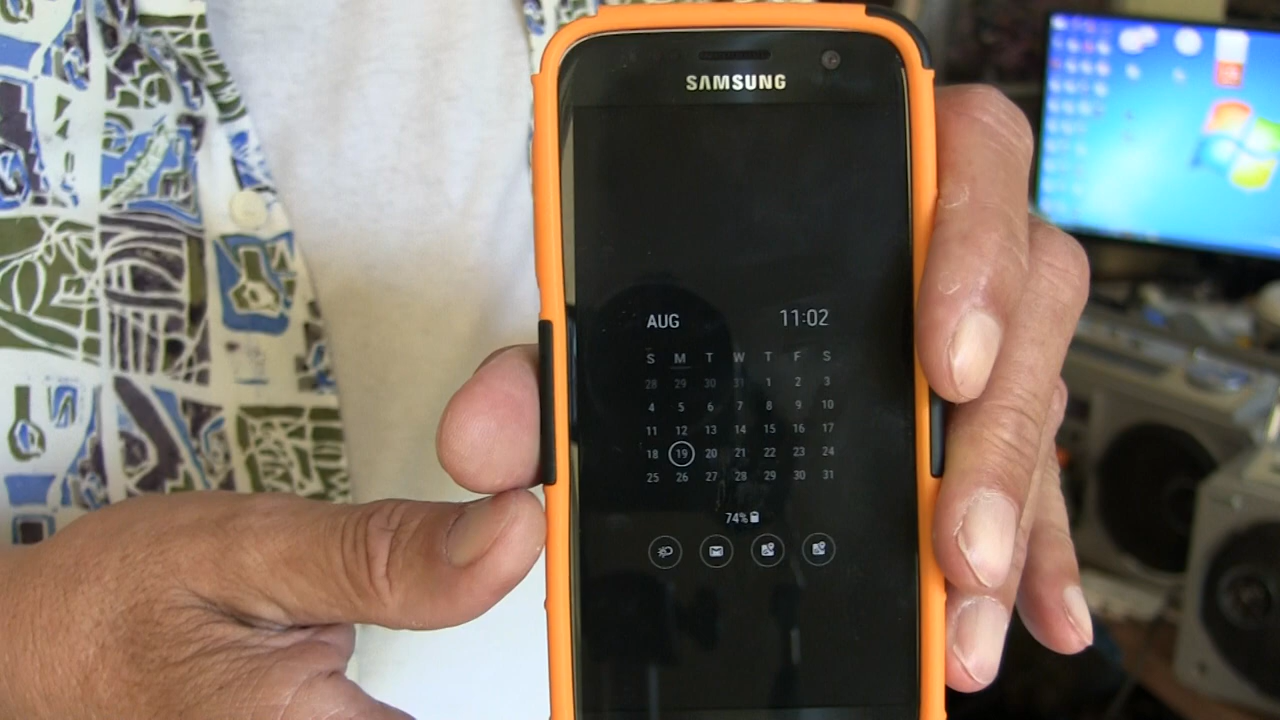 SAMSUNG
AUG 11:02
S M T W T F S
28 29 30 31 1 2 3
4 5 6 7 8 9 10
11 12 13 14 15 16 17
18 19 20 21 22 23 24
25 26 27 28 29 30 31
74%